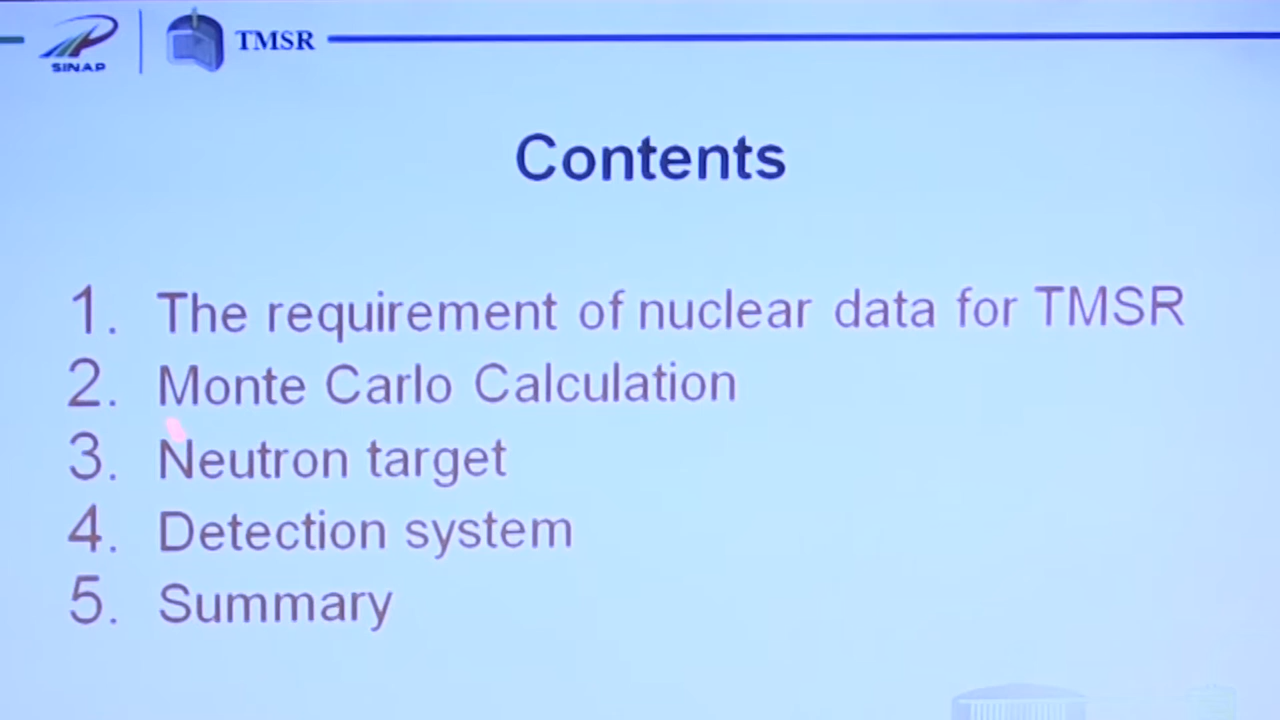 SINAP
TMSR
Contents
1. The requirement of nuclear data for TMSR
2. Monte Carlo Calculation
3. Neutron target
4. Detection system
5. Summary